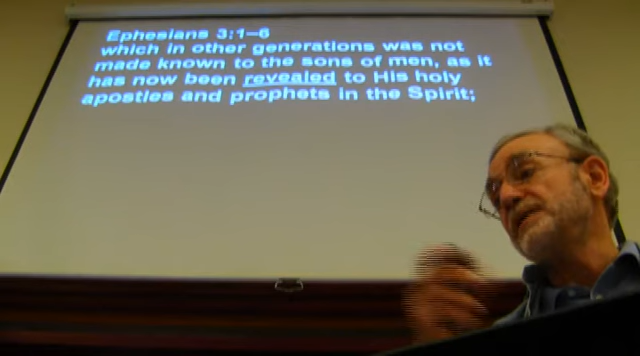 Ephesians 3:1–6
which in other generations was not
made known to the sons of men, as it
has now been revealed to His holy
apostles and prophets in the Spirit;